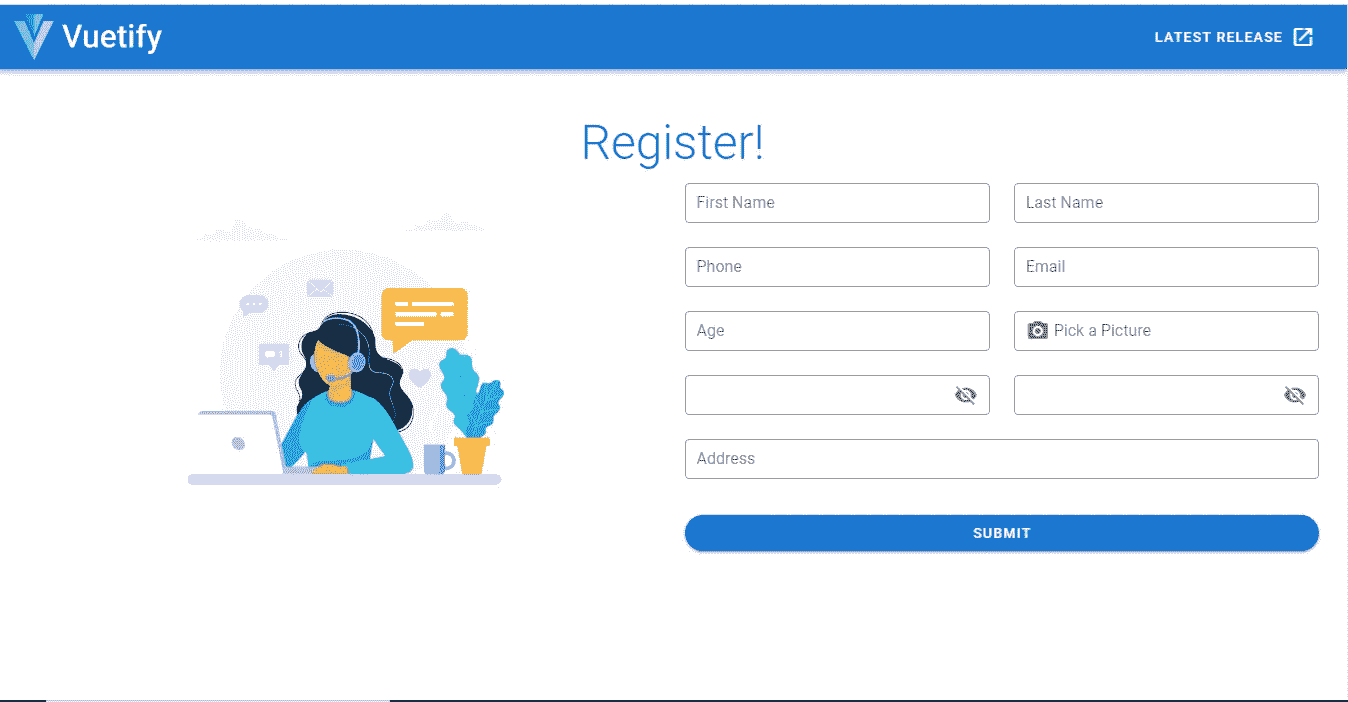 Vuetify
LATEST RELEASE
Register!
First Name
Last Name
Phone
Email
Age
Pick a Picture
Address
SUBMIT